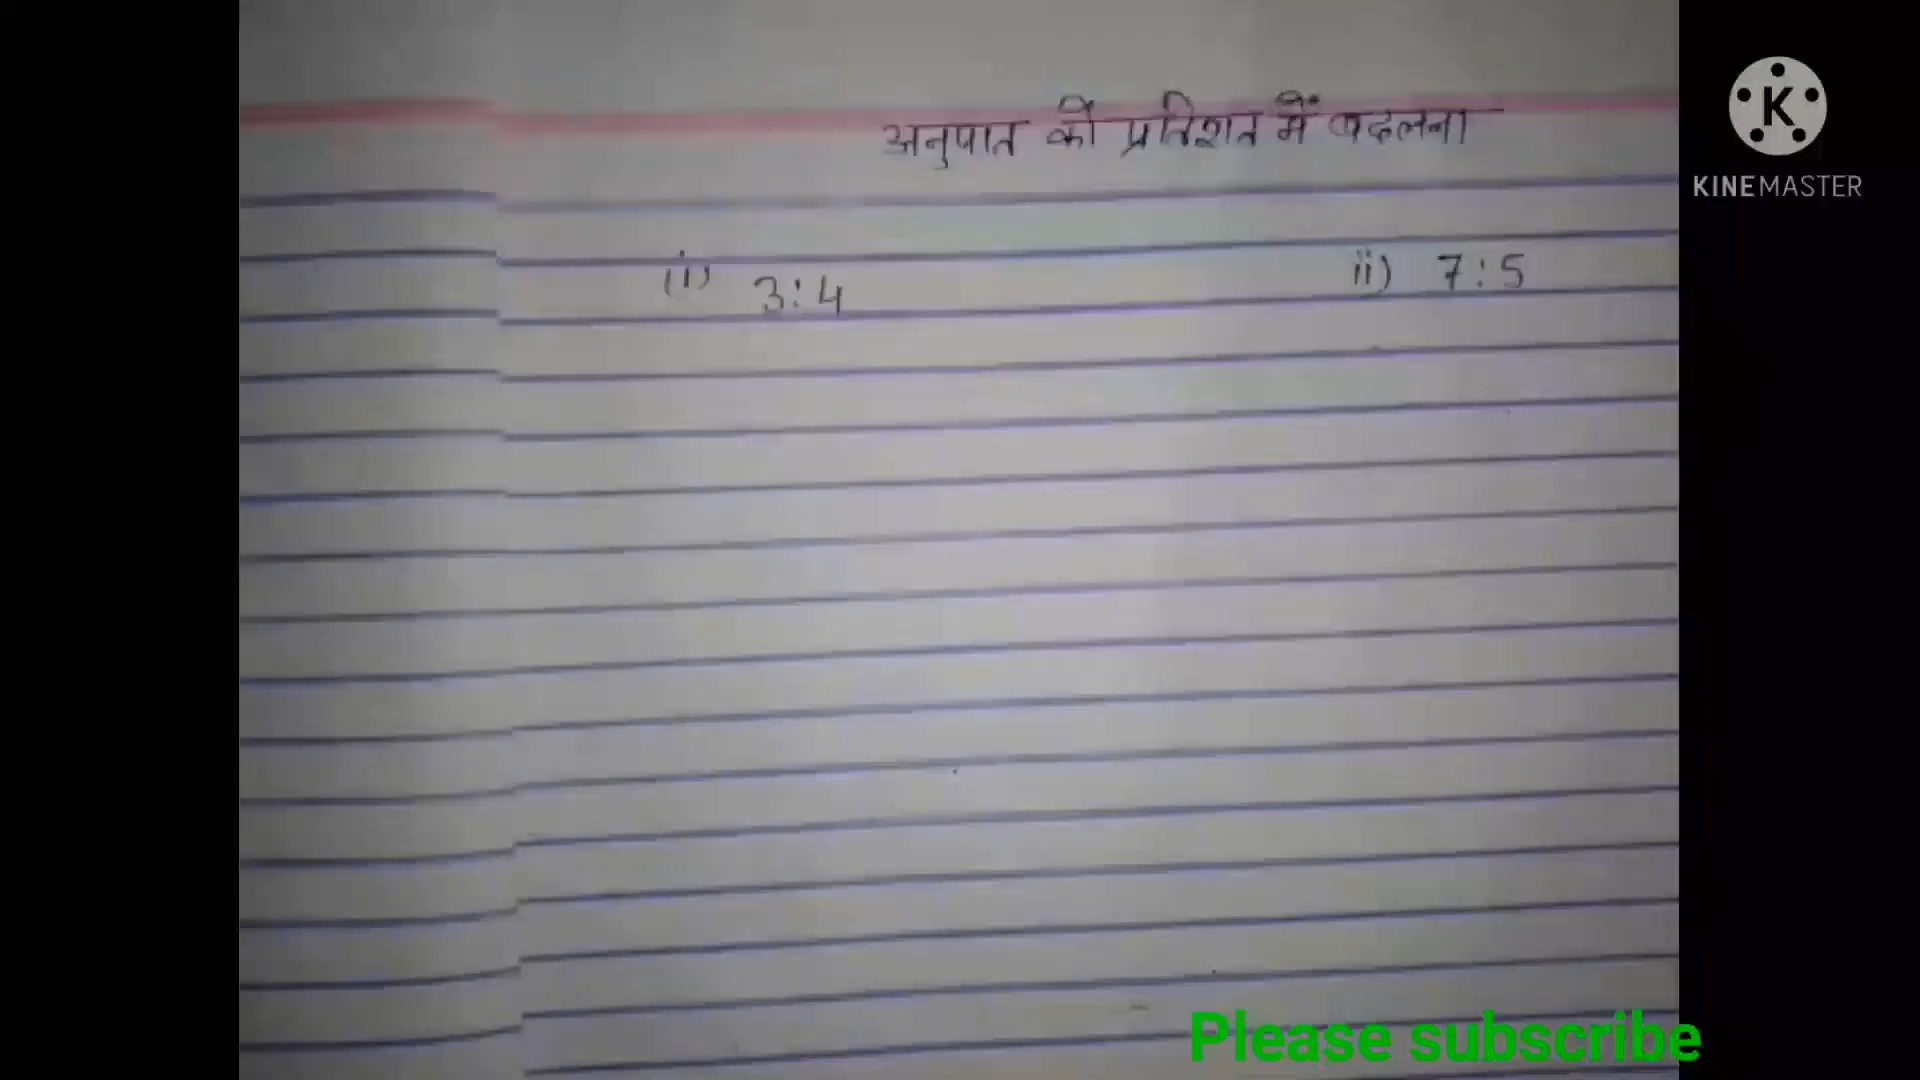 अनुपात को प्रतिशत में बदलना
(i) 3:4
ii) 7:5
K
KINEMASTER
Please subscribe